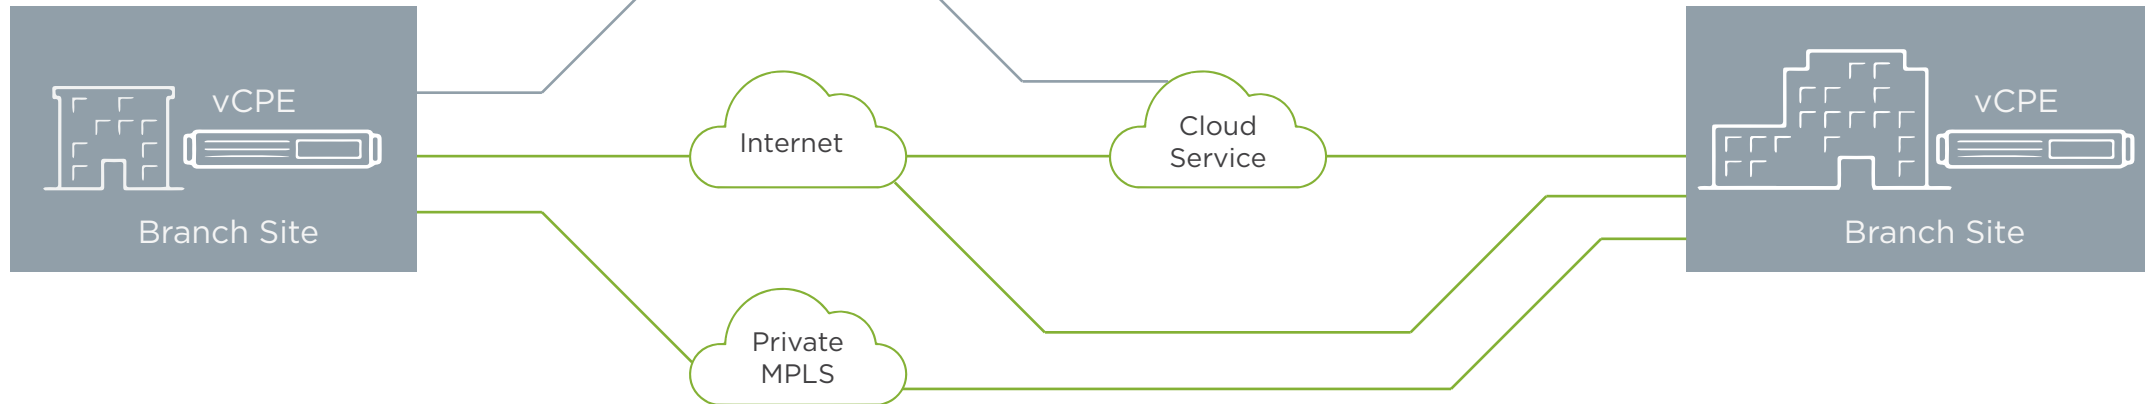 vCPE
Branch Site
Internet
Cloud
Service
Private
MPLS
vCPE
Branch Site